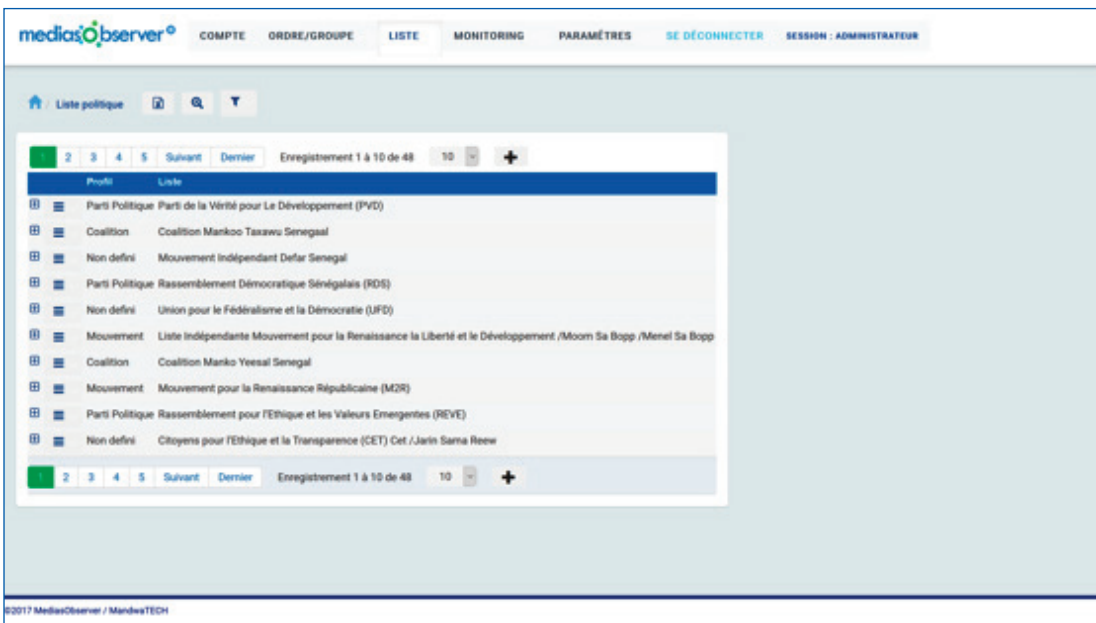 mediasObserver
COMPTE ORDRE/GROUPE LISTE MONITORING PARAMÈTRES SE DÉCONNECTER SESSION : ADMINISTRATEUR
/ Liste politique
1 2 3 4 5 Suivant Dernier Enregistrement 1 à 10 de 48 10
Profil Liste
Parti Politique Parti de la Vérité pour Le Développement (PVD)
Coalition Coalition Mankoo Taxawu Senegaal
Non defini Mouvement Indépendant Defar Senegal
Parti Politique Rassemblement Démocratique Sénégalais (RDS)
Non defini Union pour le Fédéralisme et la Démocratie (UFD)
Mouvement Liste Indépendante Mouvement pour la Renaissance la Liberté et le Développement /Moom Sa Bopp /Menel Sa Bopp
Coalition Coalition Manko Yeesal Senegal
Mouvement Mouvement pour la Renaissance Républicaine (M2R)
Parti Politique Rassemblement pour l'Ethique et les Valeurs Emergentes (REVE)
Non defini Citoyens pour l'Ethique et la Transparence (CET) Cet /Jarin Sama Reew
1 2 3 4 5 Suivant Dernier Enregistrement 1 à 10 de 48 10
©2017 MediasObserver / MandwaTECH